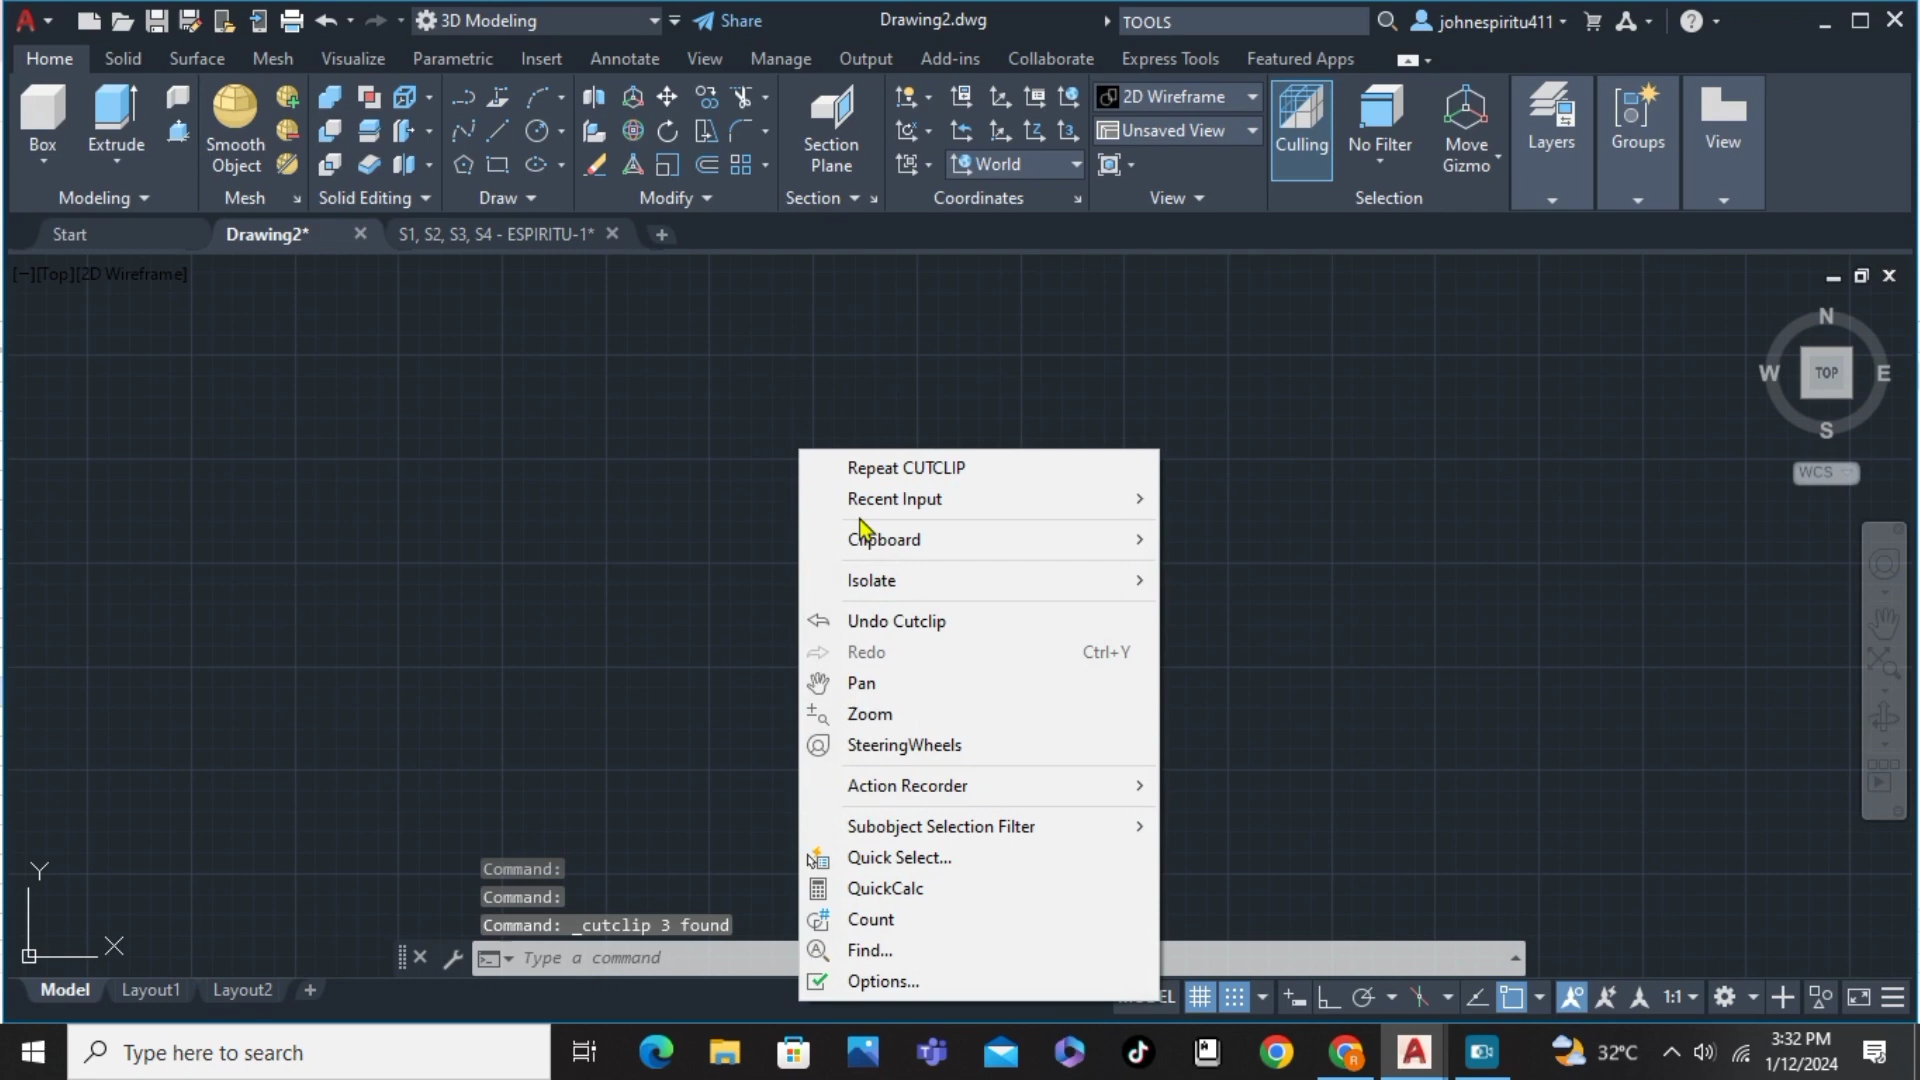 3D Modeling
Share
Drawing2.dwg
TOOLS
johnespiritu411
Home
Solid
Surface
Mesh
Visualize
Parametric
Insert
Annotate
View
Manage
Output
Add-ins
Collaborate
Express Tools
Featured Apps
Box
Extrude
Smooth
Object
Section
Plane
World
2D Wireframe
Unsaved View
Culling
No Filter
Move
Gizmo
Layers
Groups
View
Modeling
Mesh
Solid Editing
Draw
Modify
Section
Coordinates
View
Selection
Start
Drawing2*
S1, S2, S3, S4 - ESPIRITU-1*
[−][Top][2D Wireframe]
N
W
TOP
E
S
WCS
Repeat CUTCLIP
Recent Input
Clipboard
Isolate
Undo Cutclip
Redo Ctrl+Y
Pan
Zoom
SteeringWheels
Action Recorder
Subobject Selection Filter
Quick Select...
QuickCalc
Count
Find...
Options...
Y
X
Command:
Command:
Command: _cutclip 3 found
Type a command
Model
Layout1
Layout2
1:1
Type here to search
32°C
3:32 PM
1/12/2024